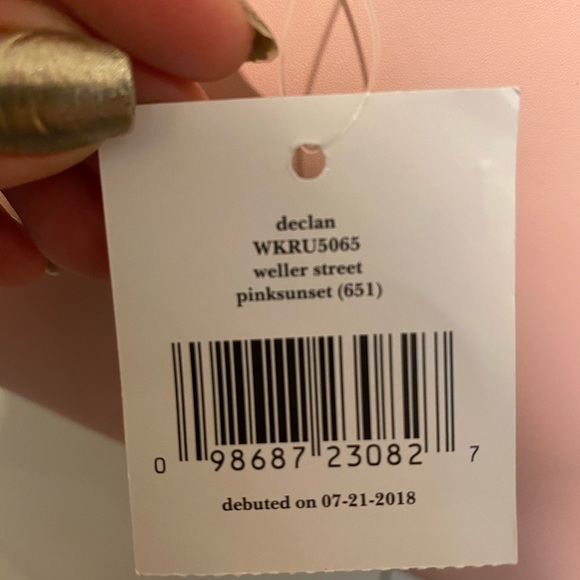 declan
WKRU5065
weller street
pinksunset (651)
0 98687 23082 7
debuted on 07-21-2018